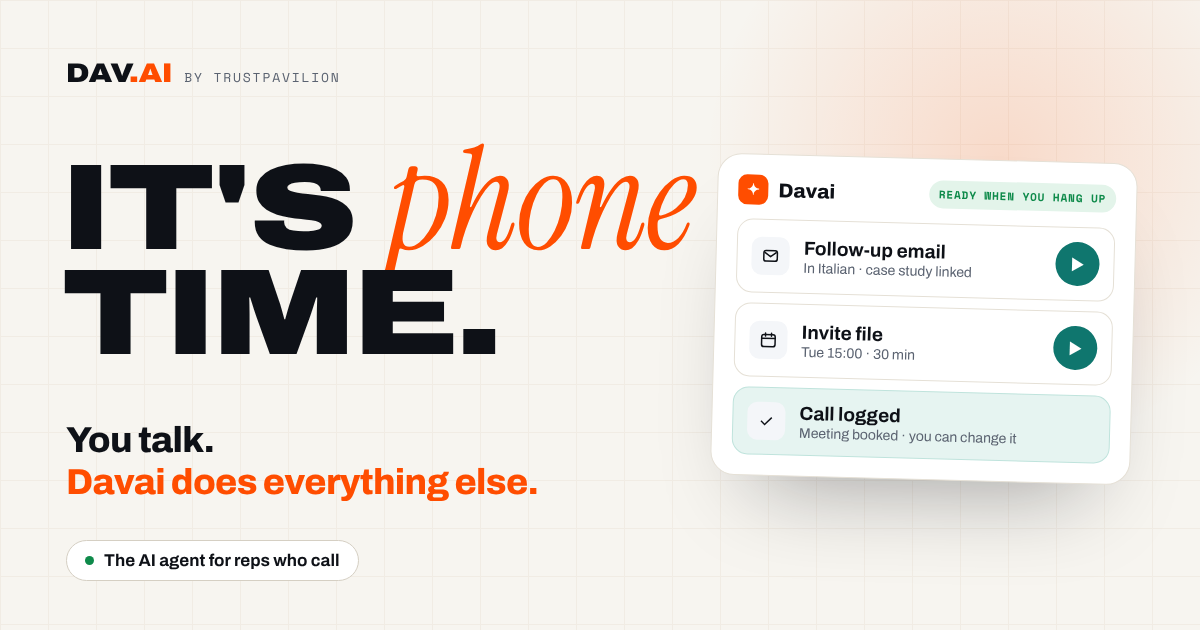 DAV.AI BY TRUSTPAVILION
IT'S phone
TIME.
You talk.
Davai does everything else.
The AI agent for reps who call
Davai
READY WHEN YOU HANG UP
Follow-up email
In Italian · case study linked
Invite file
Tue 15:00 · 30 min
Call logged
Meeting booked · you can change it